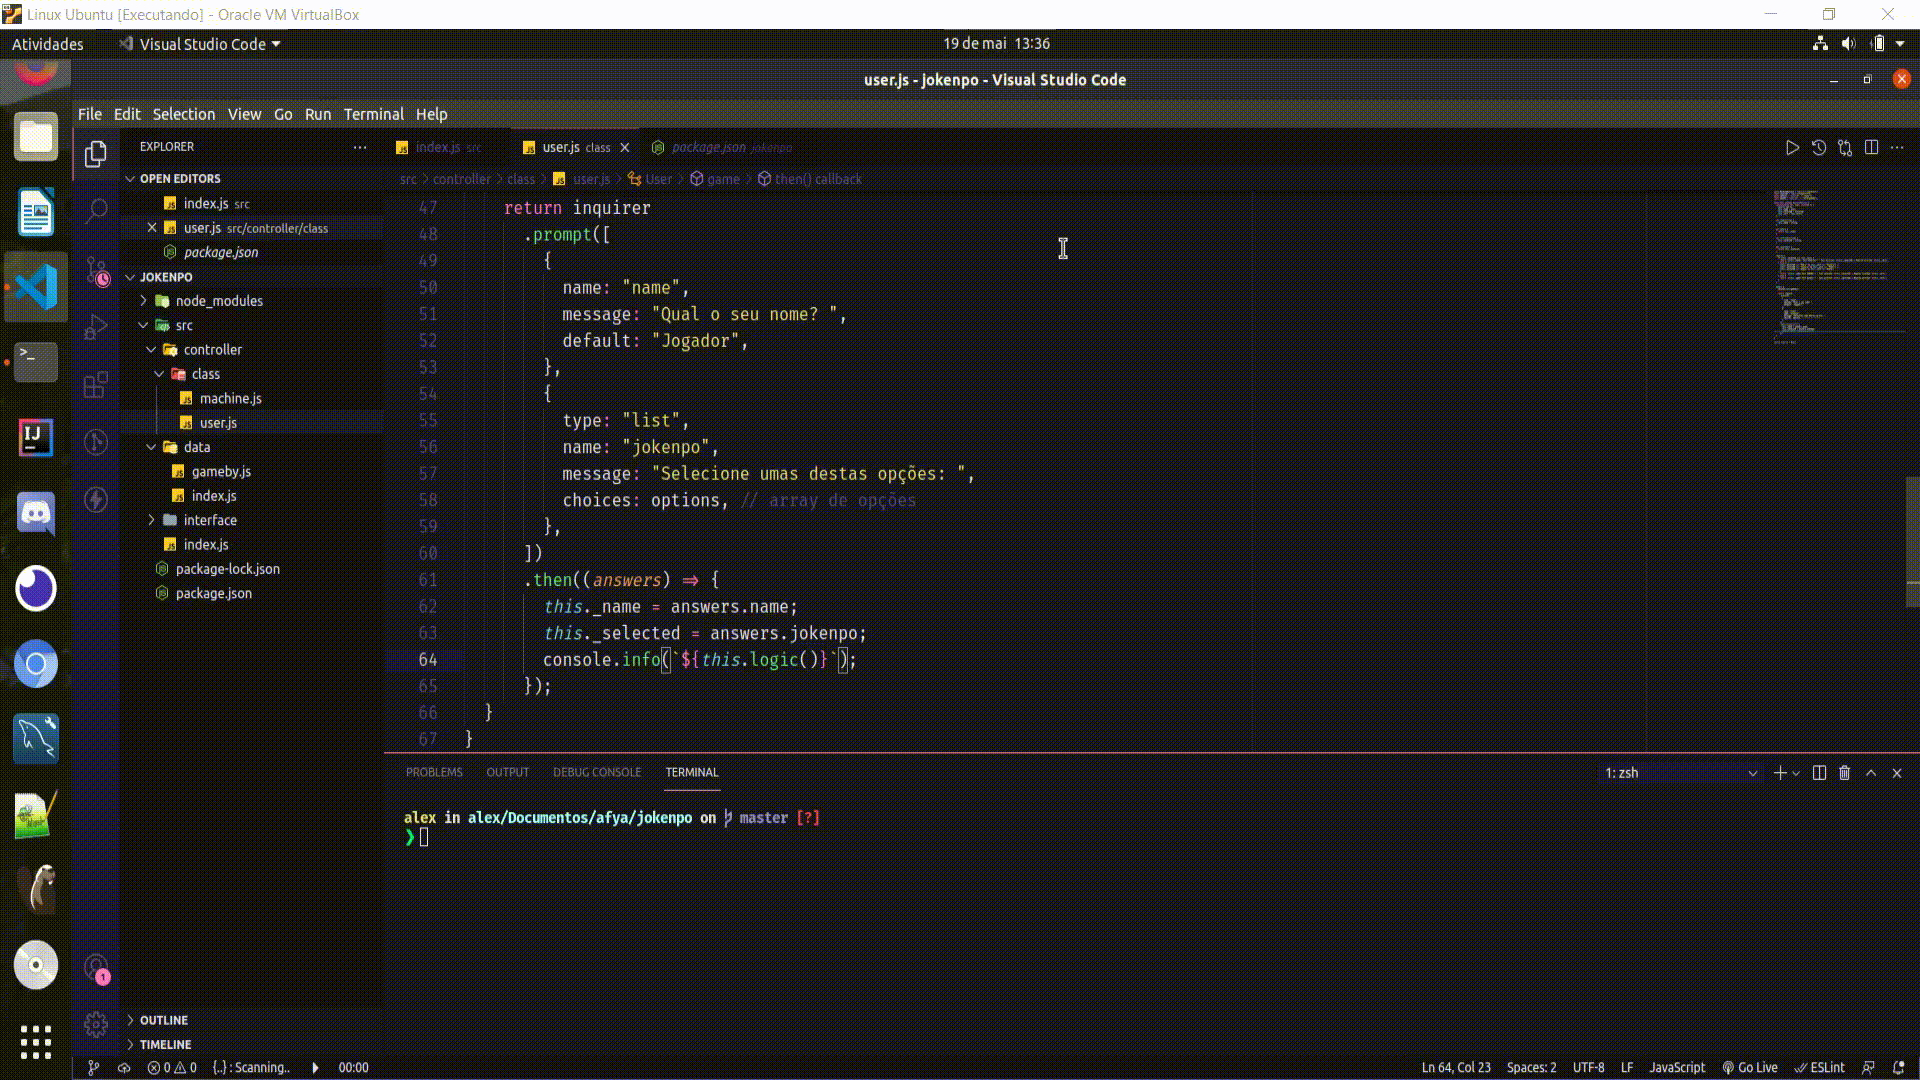 Linux Ubuntu [Executando] - Oracle VM VirtualBox
Atividades Visual Studio Code 19 de mai 13:36
user.js - jokenpo - Visual Studio Code
File Edit Selection View Go Run Terminal Help
EXPLORER
OPEN EDITORS
index.js src
user.js src/controller/class
package.json
JOKENPO
node_modules
src
controller
class
machine.js
user.js
data
gameby.js
index.js
interface
index.js
package-lock.json
package.json
OUTLINE
TIMELINE
index.js src user.js class package.json jokenpo
src > controller > class > user.js > User > game > then() callback
47 return inquirer
48 .prompt([
49 {
50 name: "name",
51 message: "Qual o seu nome? ",
52 default: "Jogador",
53 },
54 {
55 type: "list",
56 name: "jokenpo",
57 message: "Selecione umas destas opções: ",
58 choices: options, // array de opções
59 },
60 ])
61 .then((answers) => {
62 this._name = answers.name;
63 this._selected = answers.jokenpo;
64 console.info(`${this.logic()}`);
65 });
66 }
67 }
PROBLEMS OUTPUT DEBUG CONSOLE TERMINAL 1: zsh
alex in alex/Documentos/afya/jokenpo on master [?]
❯
IJ
1
0 0 {..} : Scanning.. 00:00 Ln 64, Col 23 Spaces: 2 UTF-8 LF JavaScript Go Live ESLint